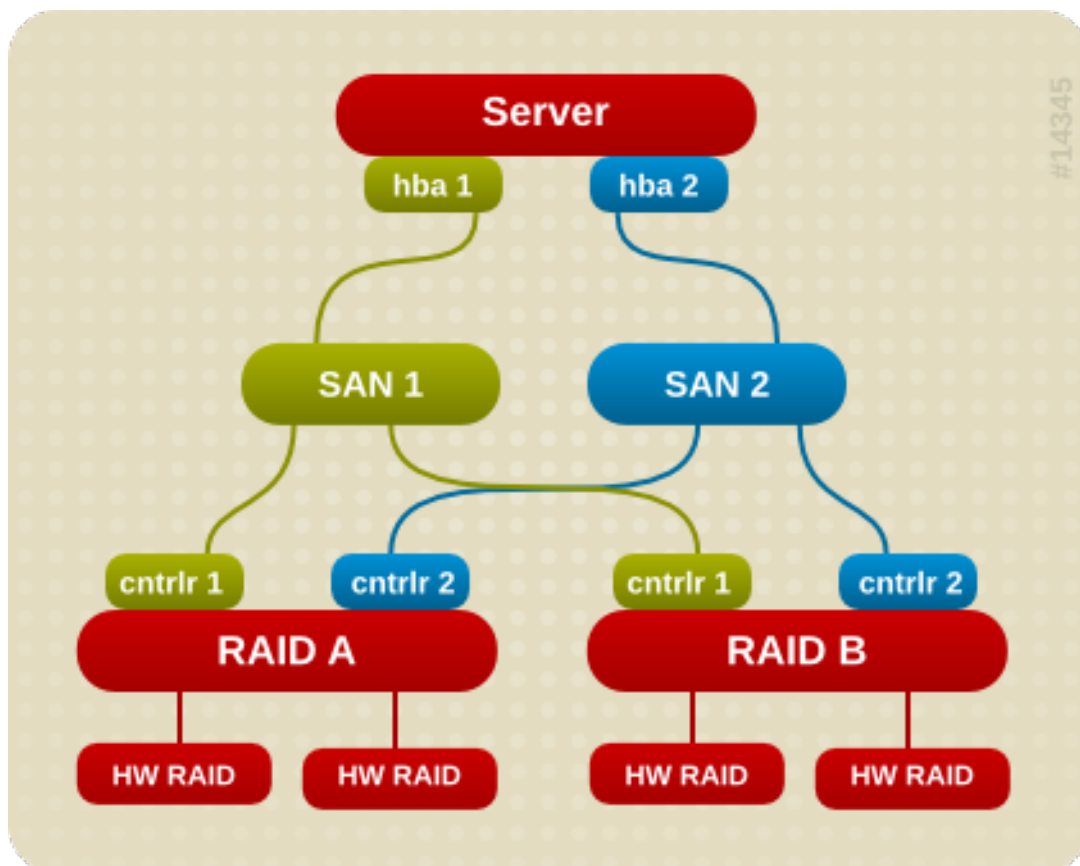 Server
#14345
hba 1
hba 2
SAN 1
SAN 2
cntrlr 1
cntrlr 2
cntrlr 1
cntrlr 2
RAID A
RAID B
HW RAID
HW RAID
HW RAID
HW RAID